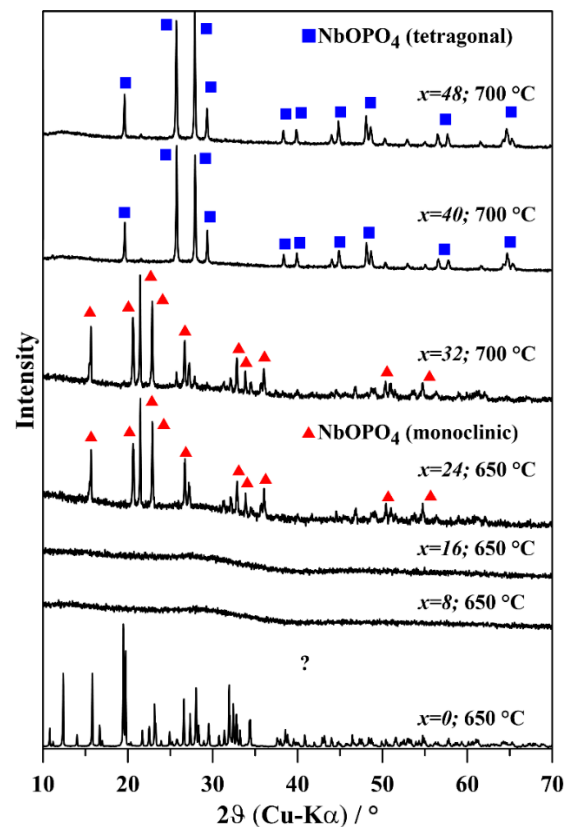 ■ NbOPO₄ (tetragonal)
x=48; 700 °C
x=40; 700 °C
x=32; 700 °C
▲ NbOPO₄ (monoclinic)
x=24; 650 °C
x=16; 650 °C
x=8; 650 °C
?
x=0; 650 °C
Intensity
10 20 30 40 50 60 70
2ϑ (Cu-Kα) / °